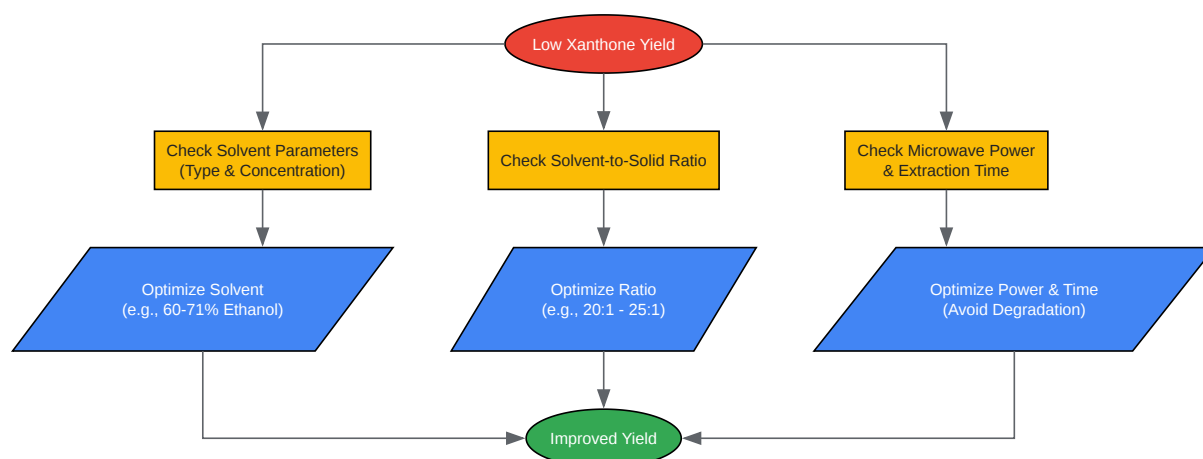 Low Xanthone Yield
Check Solvent Parameters
(Type & Concentration)
Check Solvent-to-Solid Ratio
Check Microwave Power
& Extraction Time
Optimize Solvent
(e.g., 60-71% Ethanol)
Optimize Ratio
(e.g., 20:1 - 25:1)
Optimize Power & Time
(Avoid Degradation)
Improved Yield